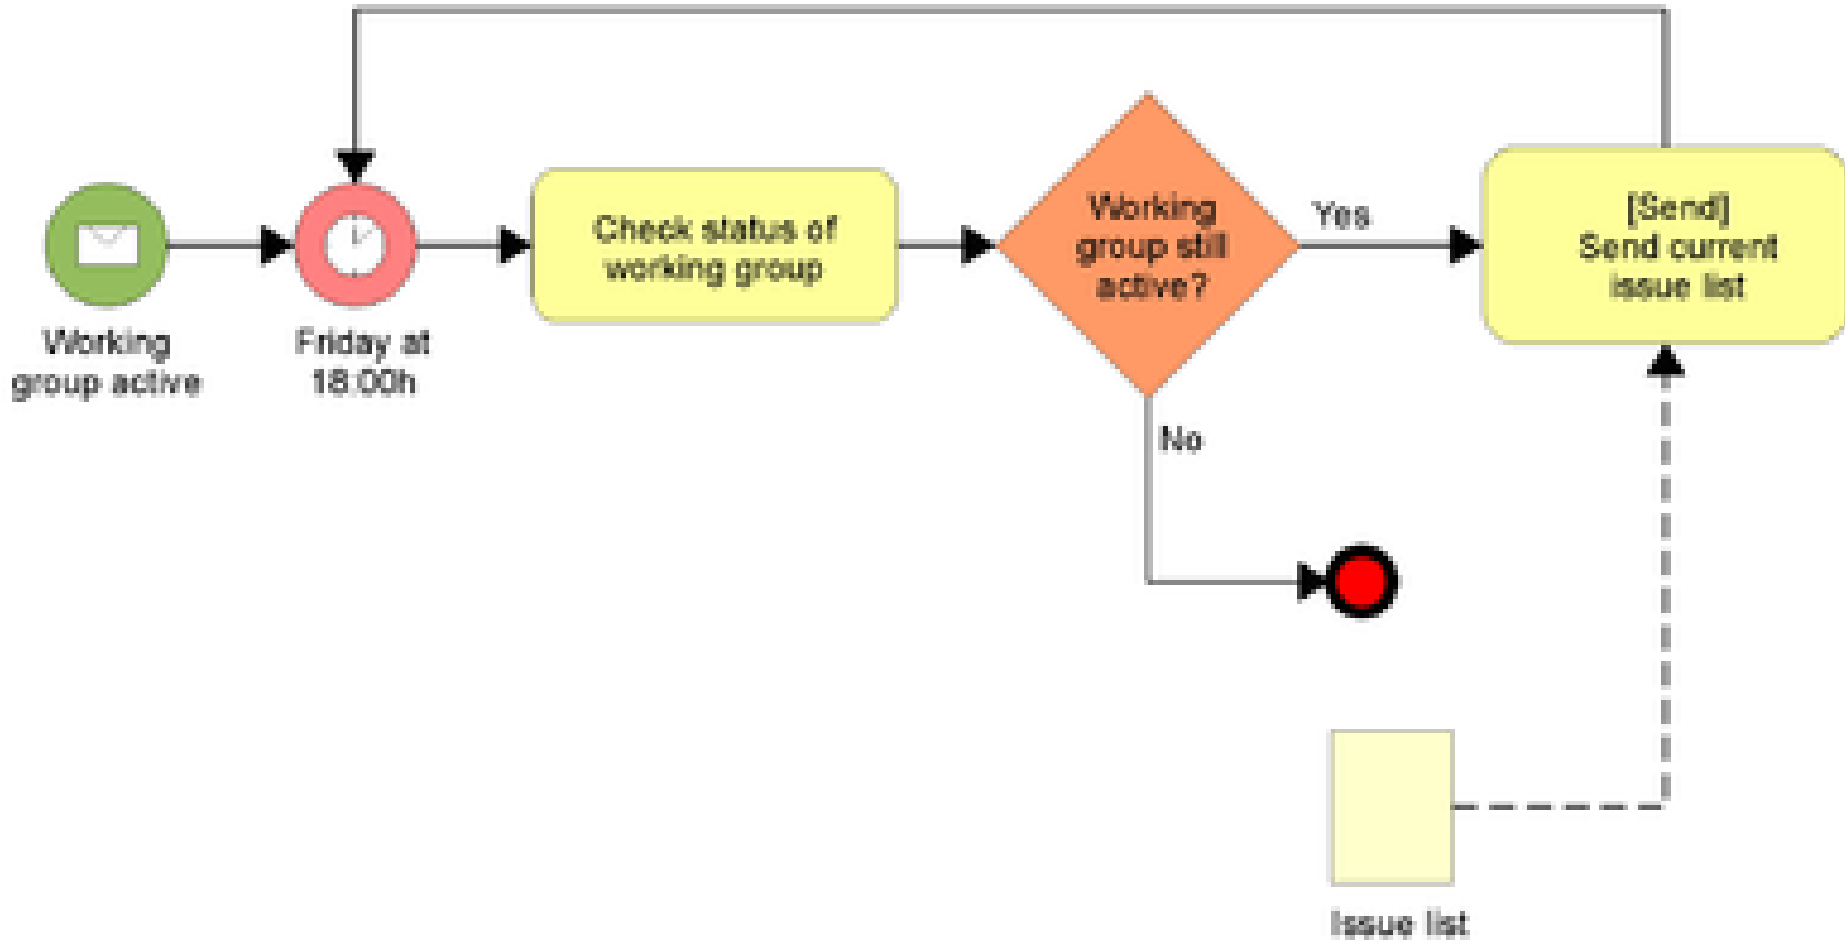 Working
group active
Friday at
18:00h
Check status of
working group
Working
group still
active?
Yes
[Send]
Send current
issue list
No
Issue list